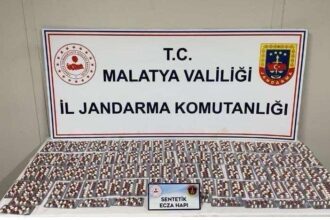 T.C.
MALATYA VALİLİĞİ
İL JANDARMA KOMUTANLIĞI
SENTETİK
ECZA HAPI